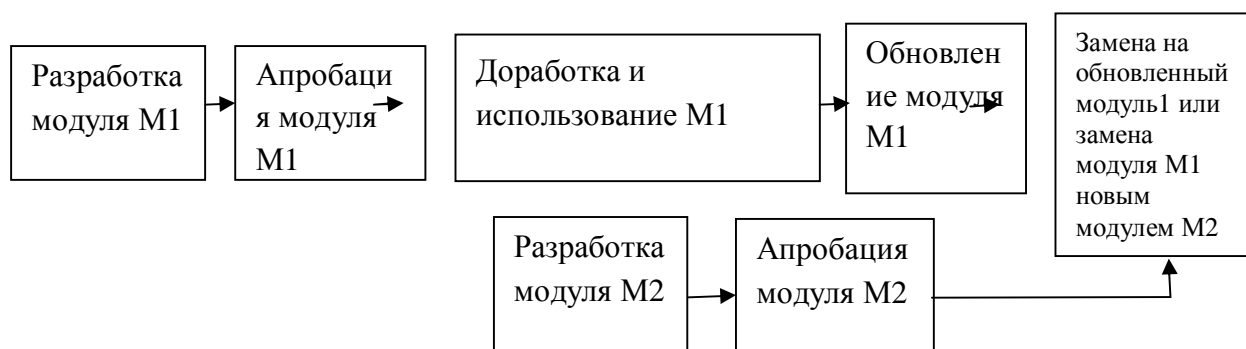 Разработка
модуля М1
Апробаци
я модуля
М1
Доработка и
использование М1
Обновлен
ие модуля
М1
Замена на
обновленный
модуль1 или
замена
модуля М1
новым
модулем М2
Разработка
модуля М2
Апробация
модуля М2